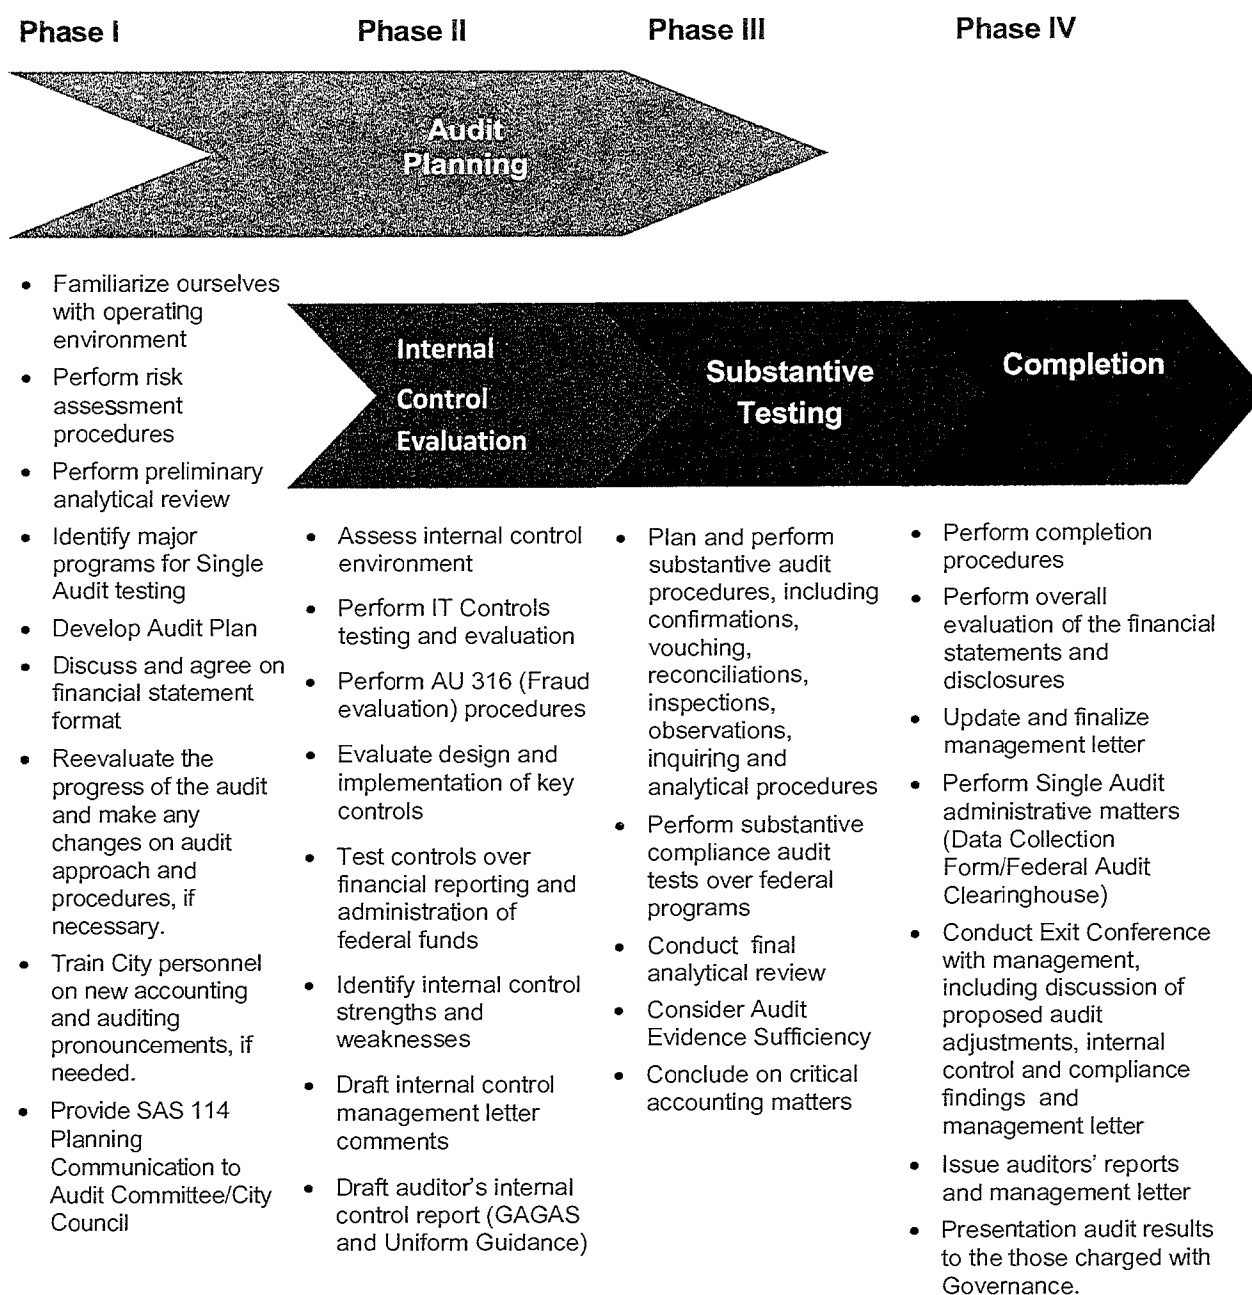 Phase I
Phase II
Phase III
Phase IV
Audit
Planning
• Familiarize ourselves
with operating
environment
• Perform risk
assessment
procedures
• Perform preliminary
analytical review
• Identify major
programs for Single
Audit testing
• Develop Audit Plan
• Discuss and agree on
financial statement
format
• Reevaluate the
progress of the audit
and make any
changes on audit
approach and
procedures, if
necessary.
• Train City personnel
on new accounting
and auditing
pronouncements, if
needed.
• Provide SAS 114
Planning
Communication to
Audit Committee/City
Council
Internal
Control
Evaluation
• Assess internal control
environment
• Perform IT Controls
testing and evaluation
• Perform AU 316 (Fraud
evaluation) procedures
• Evaluate design and
implementation of key
controls
• Test controls over
financial reporting and
administration of
federal funds
• Identify internal control
strengths and
weaknesses
• Draft internal control
management letter
comments
• Draft auditor's internal
control report (GAGAS
and Uniform Guidance)
Substantive
Testing
• Plan and perform
substantive audit
procedures, including
confirmations,
vouching,
reconciliations,
inspections,
observations,
inquiring and
analytical procedures
• Perform substantive
compliance audit
tests over federal
programs
• Conduct final
analytical review
• Consider Audit
Evidence Sufficiency
• Conclude on critical
accounting matters
Completion
• Perform completion
procedures
• Perform overall
evaluation of the financial
statements and
disclosures
• Update and finalize
management letter
• Perform Single Audit
administrative matters
(Data Collection
Form/Federal Audit
Clearinghouse)
• Conduct Exit Conference
with management,
including discussion of
proposed audit
adjustments, internal
control and compliance
findings and
management letter
• Issue auditors' reports
and management letter
• Presentation audit results
to the those charged with
Governance.